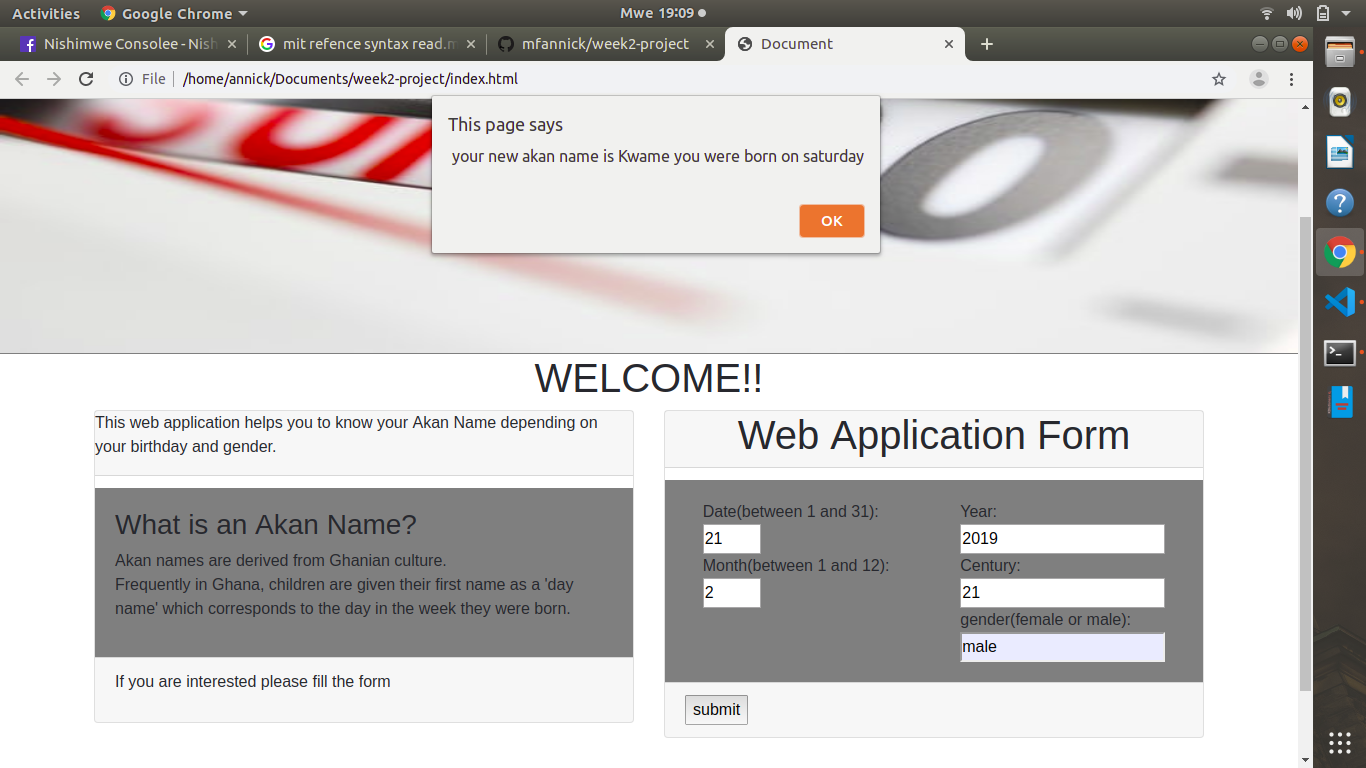 Activities
Google Chrome
Mwe 19:09
Nishimwe Consolee - Nish
mit refence syntax read.m
mfannick/week2-project
Document
File
/home/annick/Documents/week2-project/index.html
This page says
your new akan name is Kwame you were born on saturday
OK
WELCOME!!
This web application helps you to know your Akan Name depending on
your birthday and gender.
What is an Akan Name?
Akan names are derived from Ghanian culture.
Frequently in Ghana, children are given their first name as a 'day
name' which corresponds to the day in the week they were born.
If you are interested please fill the form
Web Application Form
Date(between 1 and 31):
21
Month(between 1 and 12):
2
Year:
2019
Century:
21
gender(female or male):
male
submit